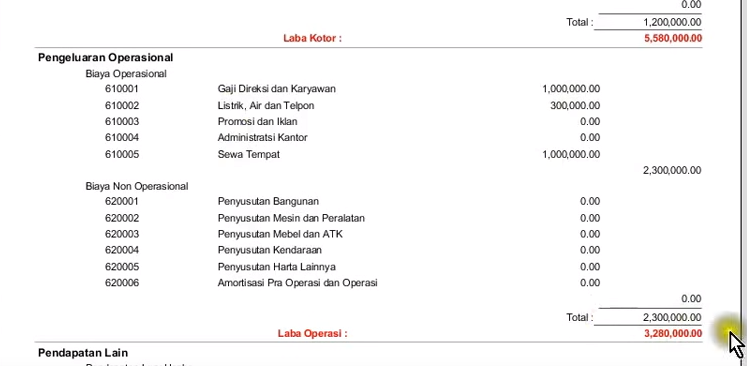 0.00
Total : 1,200,000.00
Laba Kotor : 5,580,000.00
Pengeluaran Operasional
Biaya Operasional
610001 Gaji Direksi dan Karyawan 1,000,000.00
610002 Listrik, Air dan Telpon 300,000.00
610003 Promosi dan Iklan 0.00
610004 Administratsi Kantor 0.00
610005 Sewa Tempat 1,000,000.00
2,300,000.00
Biaya Non Operasional
620001 Penyusutan Bangunan 0.00
620002 Penyusutan Mesin dan Peralatan 0.00
620003 Penyusutan Mebel dan ATK 0.00
620004 Penyusutan Kendaraan 0.00
620005 Penyusutan Harta Lainnya 0.00
620006 Amortisasi Pra Operasi dan Operasi 0.00
0.00
Total : 2,300,000.00
Laba Operasi : 3,280,000.00
Pendapatan Lain